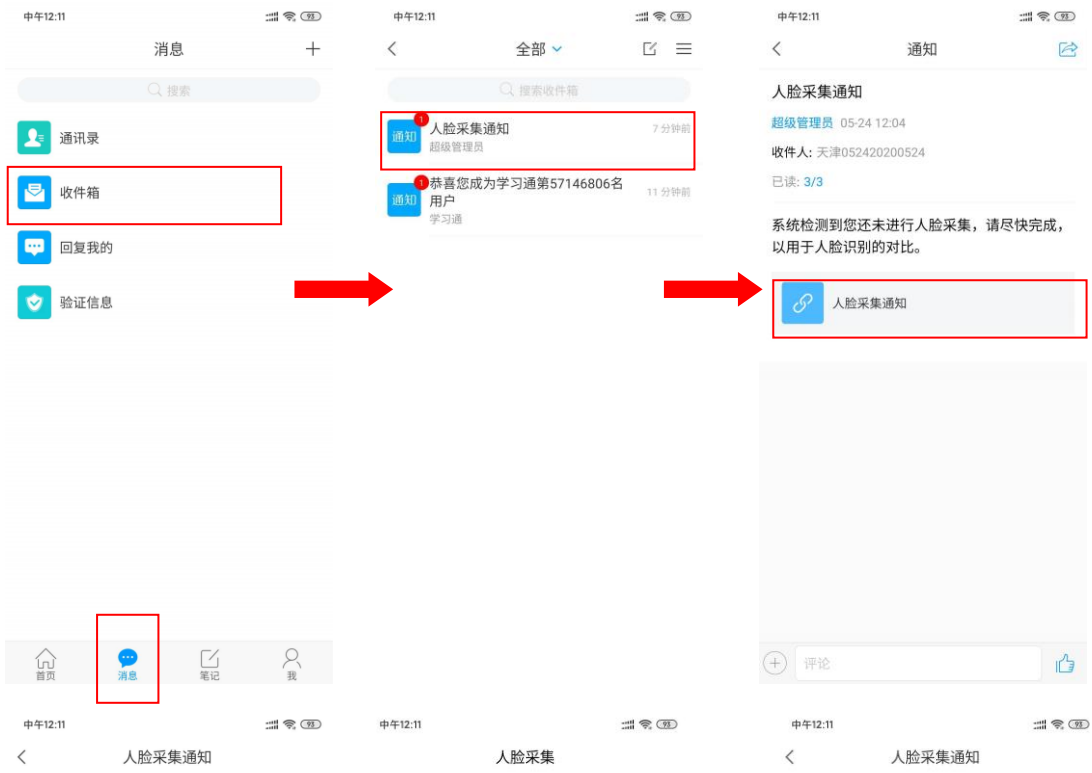 中午12:11
93
消息
搜索
通讯录
收件箱
回复我的
验证信息
首页
消息
笔记
我
中午12:11
93
全部
搜索收件箱
通知
1
人脸采集通知
7 分钟前
超级管理员
通知
1
恭喜您成为学习通第57146806名
用户
11 分钟前
学习通
中午12:11
93
通知
人脸采集通知
超级管理员 05-24 12:04
收件人: 天津052420200524
已读: 3/3
系统检测到您还未进行人脸采集，请尽快完成，
以用于人脸识别的对比。
人脸采集通知
评论
中午12:11
93
人脸采集通知
中午12:11
93
人脸采集
中午12:11
93
人脸采集通知